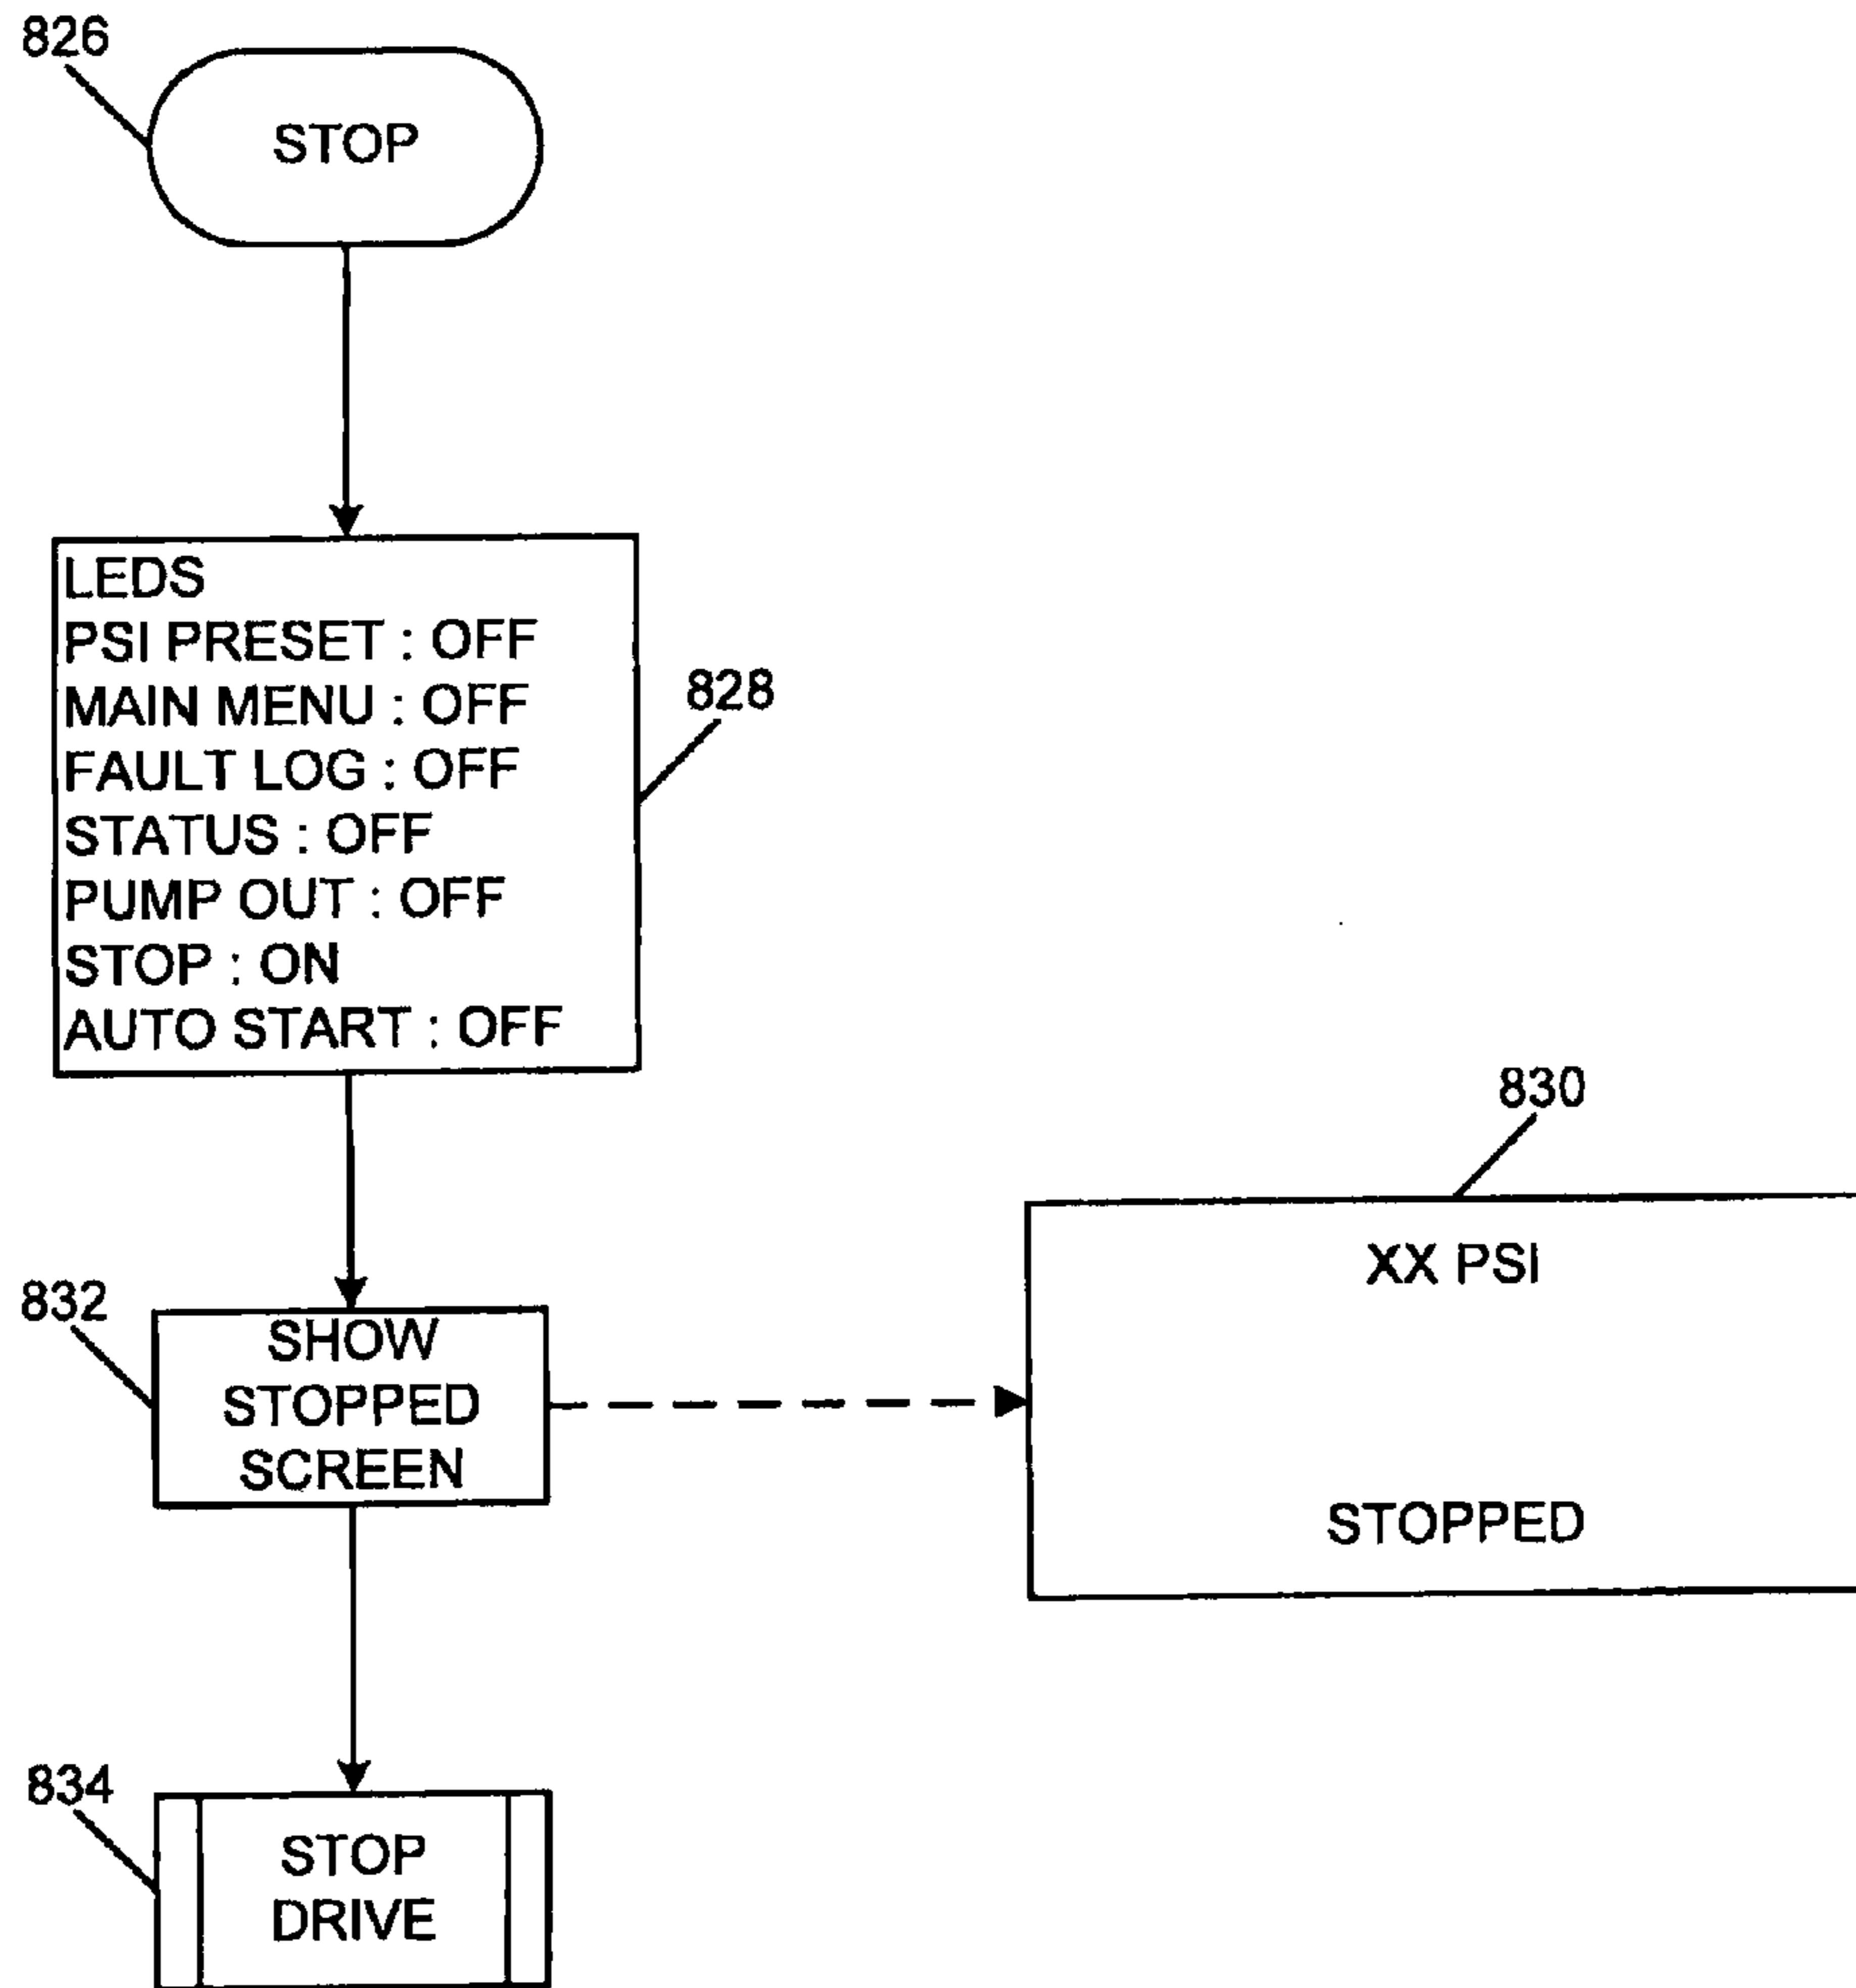 826
STOP
LEDS
PSI PRESET : OFF
MAIN MENU : OFF
FAULT LOG : OFF
STATUS : OFF
PUMP OUT : OFF
STOP : ON
AUTO START : OFF
828
830
XX PSI
STOPPED
832
SHOW
STOPPED
SCREEN
834
STOP
DRIVE